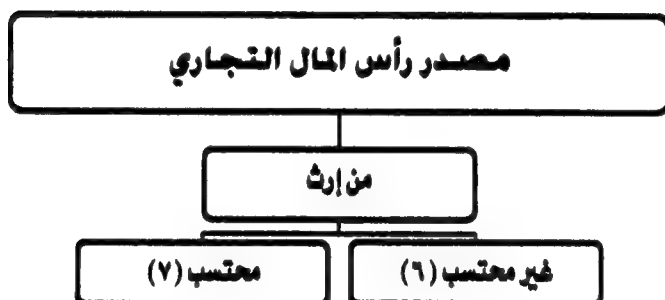 مصدر رأس المال التجاري
من إرث
غير محتسب (٦)
محتسب (٧)